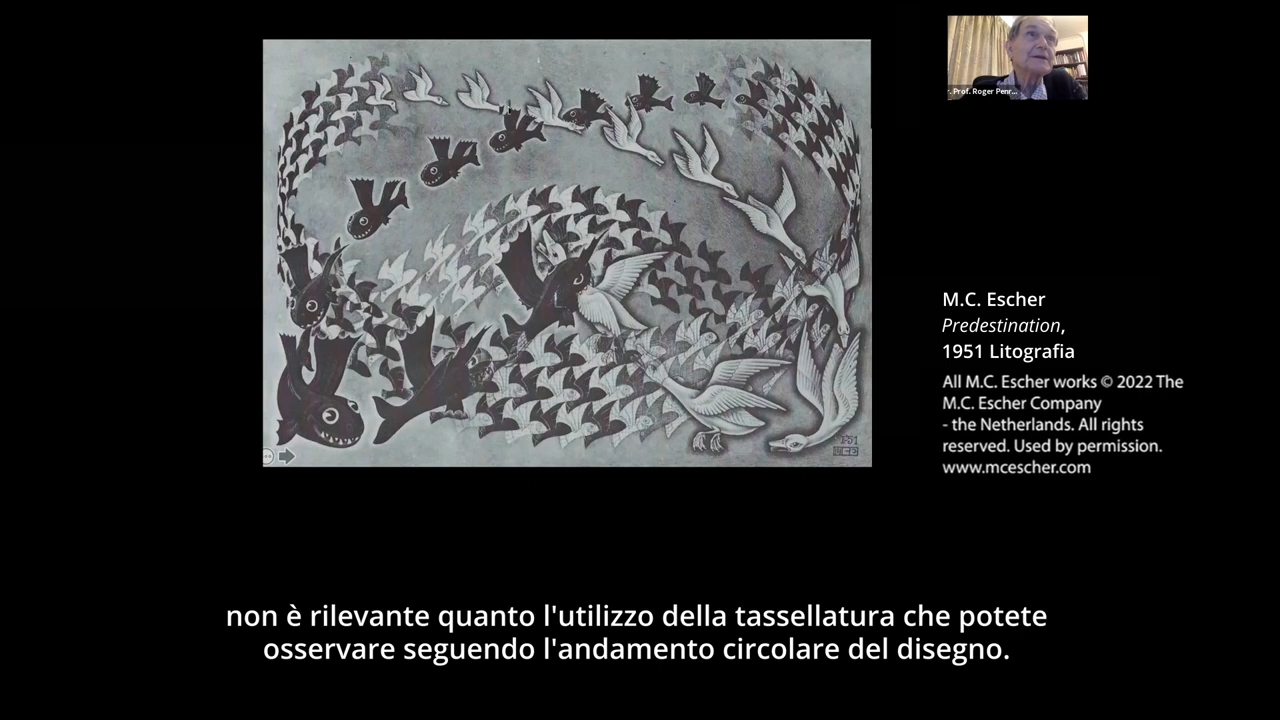 r. Prof. Roger Penr...
M.C. Escher
Predestination,
1951 Litografia
All M.C. Escher works © 2022 The
M.C. Escher Company
- the Netherlands. All rights
reserved. Used by permission.
www.mcescher.com
non è rilevante quanto l'utilizzo della tassellatura che potete
osservare seguendo l'andamento circolare del disegno.